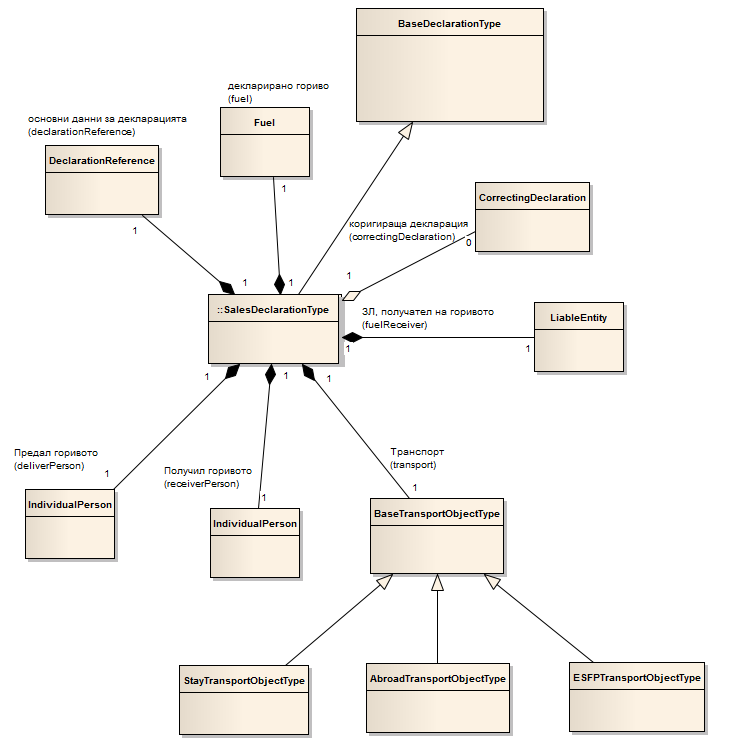 BaseDeclarationType
декларирано гориво
(fuel)
Fuel
основни данни за декларацията
(declarationReference)
DeclarationReference
1
1
CorrectingDeclaration
коригираща декларация
(correctingDeclaration)
0
1
1
1
::SalesDeclarationType
ЗЛ, получател на горивото
(fuelReceiver)
1
1
LiableEntity
1
1
1
Предал горивото
(deliverPerson)
1
IndividualPerson
Получил горивото
(receiverPerson)
1
IndividualPerson
Транспорт
(transport)
1
BaseTransportObjectType
StayTransportObjectType
AbroadTransportObjectType
ESFPTransportObjectType